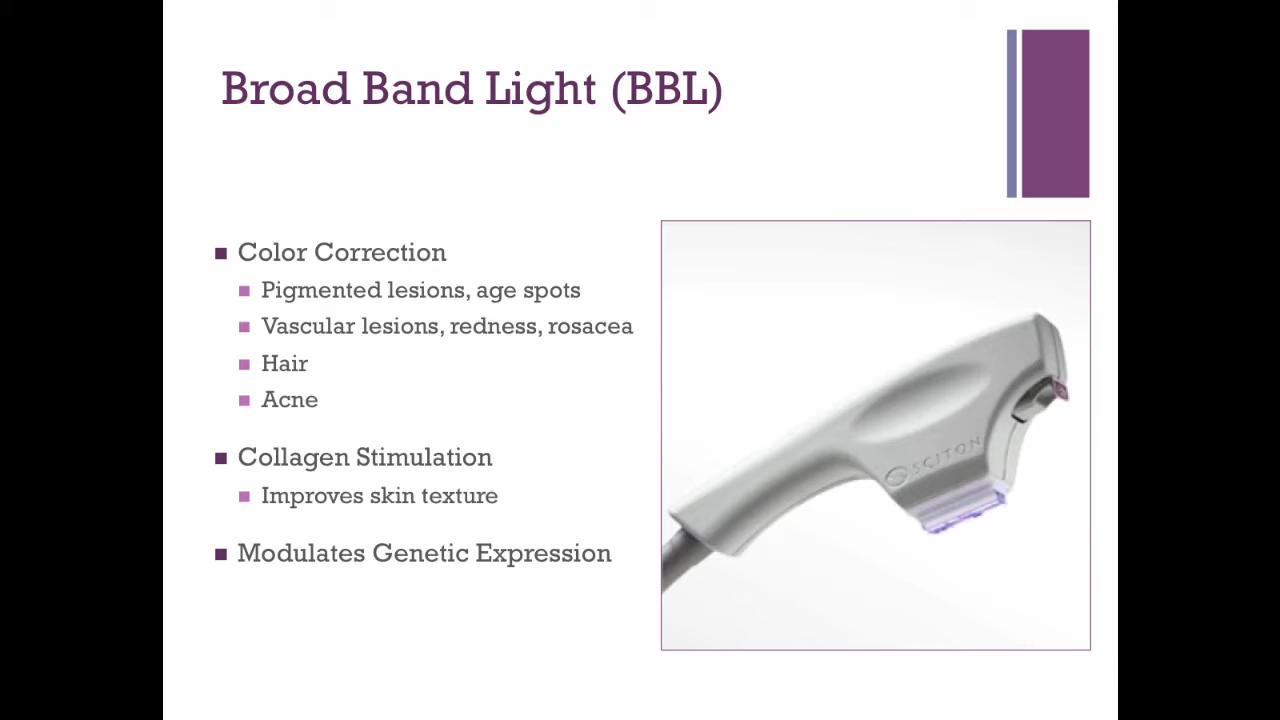 Broad Band Light (BBL)
Color Correction
Pigmented lesions, age spots
Vascular lesions, redness, rosacea
Hair
Acne
Collagen Stimulation
Improves skin texture
Modulates Genetic Expression
SCITON